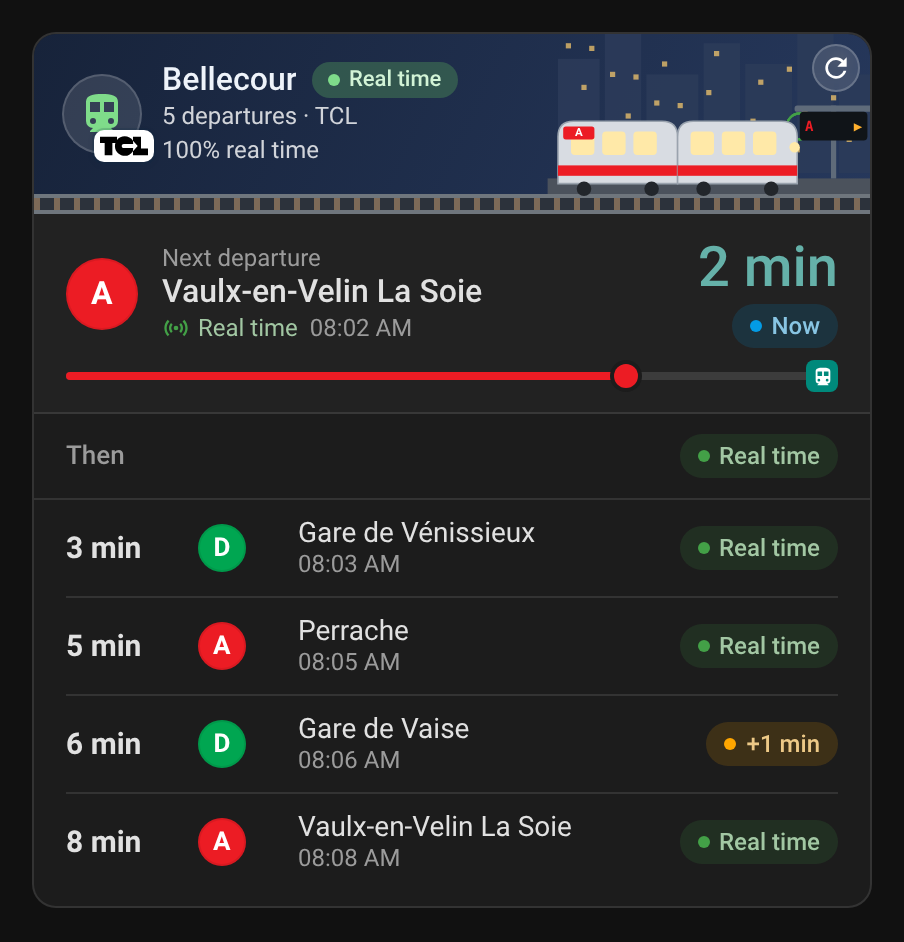 Bellecour
Real time
5 departures · TCL
TCL
100% real time
A
A
Next departure
2 min
A
Vaulx-en-Velin La Soie
Real time 08:02 AM
Now
Then
Real time
3 min
D
Gare de Vénissieux
08:03 AM
Real time
5 min
A
Perrache
08:05 AM
Real time
6 min
D
Gare de Vaise
08:06 AM
+1 min
8 min
A
Vaulx-en-Velin La Soie
08:08 AM
Real time